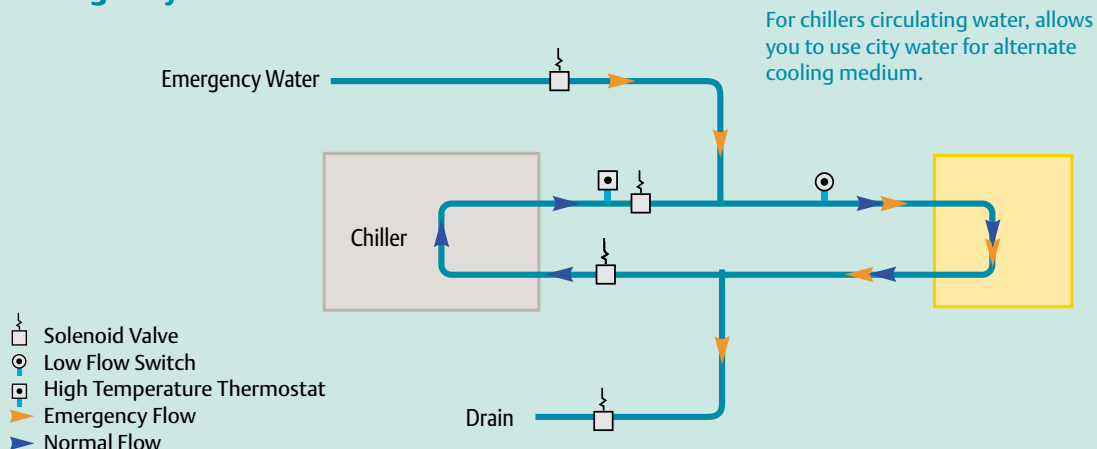 For chillers circulating water, allows
you to use city water for alternate
cooling medium.
Emergency Water
Chiller
Solenoid Valve
Low Flow Switch
High Temperature Thermostat
Emergency Flow
Normal Flow
Drain